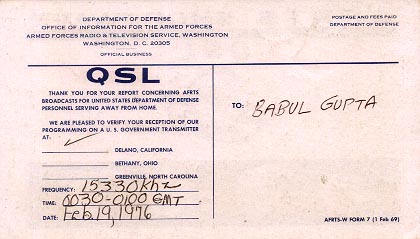 DEPARTMENT OF DEFENSE
OFFICE OF INFORMATION FOR THE ARMED FORCES
ARMED FORCES RADIO & TELEVISION SERVICE, WASHINGTON
WASHINGTON, D. C. 20305
OFFICIAL BUSINESS
POSTAGE AND FEES PAID
DEPARTMENT OF DEFENSE
QSL
THANK YOU FOR YOUR REPORT CONCERNING AFRTS
BROADCASTS FOR UNITED STATES DEPARTMENT OF DEFENSE
PERSONNEL SERVING AWAY FROM HOME.
WE ARE PLEASED TO VERIFY YOUR RECEPTION OF OUR
PROGRAMMING ON A U. S. GOVERNMENT TRANSMITTER
AT:
DELANO, CALIFORNIA
BETHANY, OHIO
GREENVILLE, NORTH CAROLINA
FREQUENCY: 15330 Khz
TIME: 0030-0100 GMT
DATE: Feb. 19, 1976
TO: BABUL GUPTA
AFRTS-W FORM 7 (1 Feb 69)